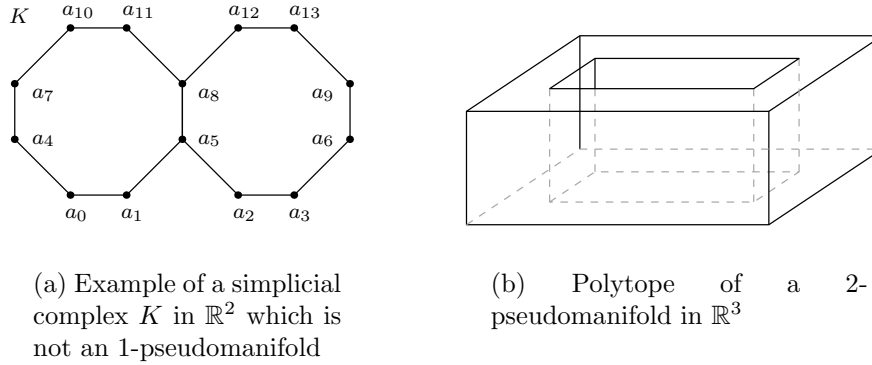 K
a₁₀ a₁₁ a₁₂ a₁₃
a₇ a₈ a₉
a₄ a₅ a₆
a₀ a₁ a₂ a₃
(a) Example of a simplicial
complex K in ℝ² which is
not an 1-pseudomanifold
(b) Polytope of a 2-
pseudomanifold in ℝ³